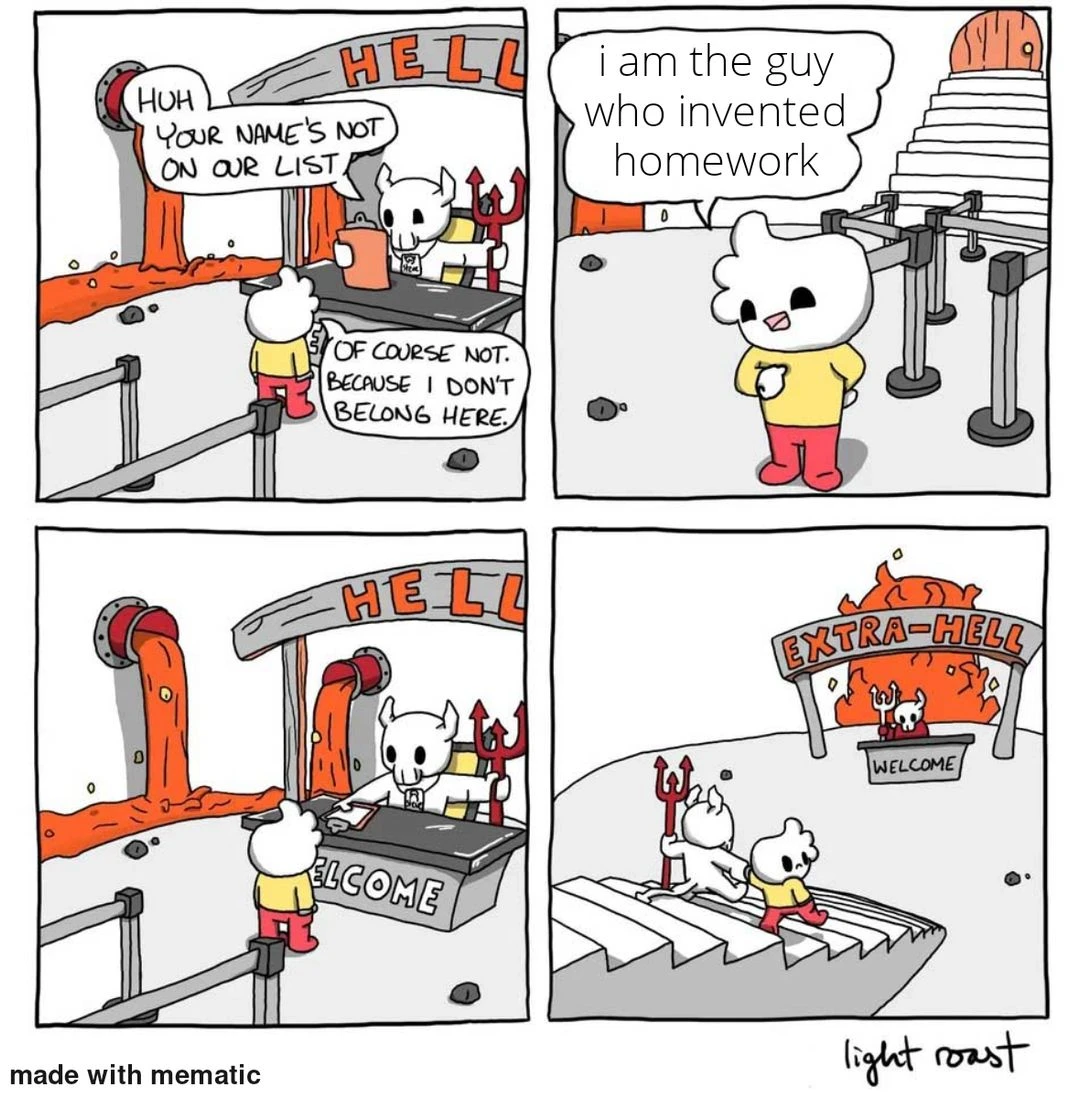 HELL
HUH
YOUR NAME'S NOT
ON OUR LIST
OF COURSE NOT.
BECAUSE I DON'T
BELONG HERE.
i am the guy
who invented
homework
HELL
ELCOME
EXTRA-HELL
WELCOME
light roast
made with mematic